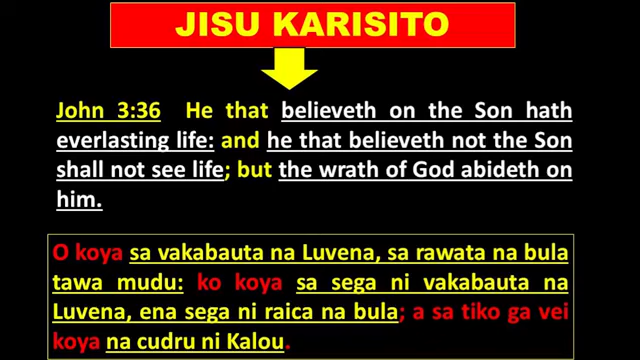 JISU KARISITO
John 3:36 He that believeth on the Son hath
everlasting life: and he that believeth not the Son
shall not see life; but the wrath of God abideth on
him.
O koya sa vakabauta na Luvena, sa rawata na bula
tawa mudu: ko koya sa sega ni vakabauta na
Luvena, ena sega ni raica na bula; a sa tiko ga vei
koya na cudru ni Kalou.